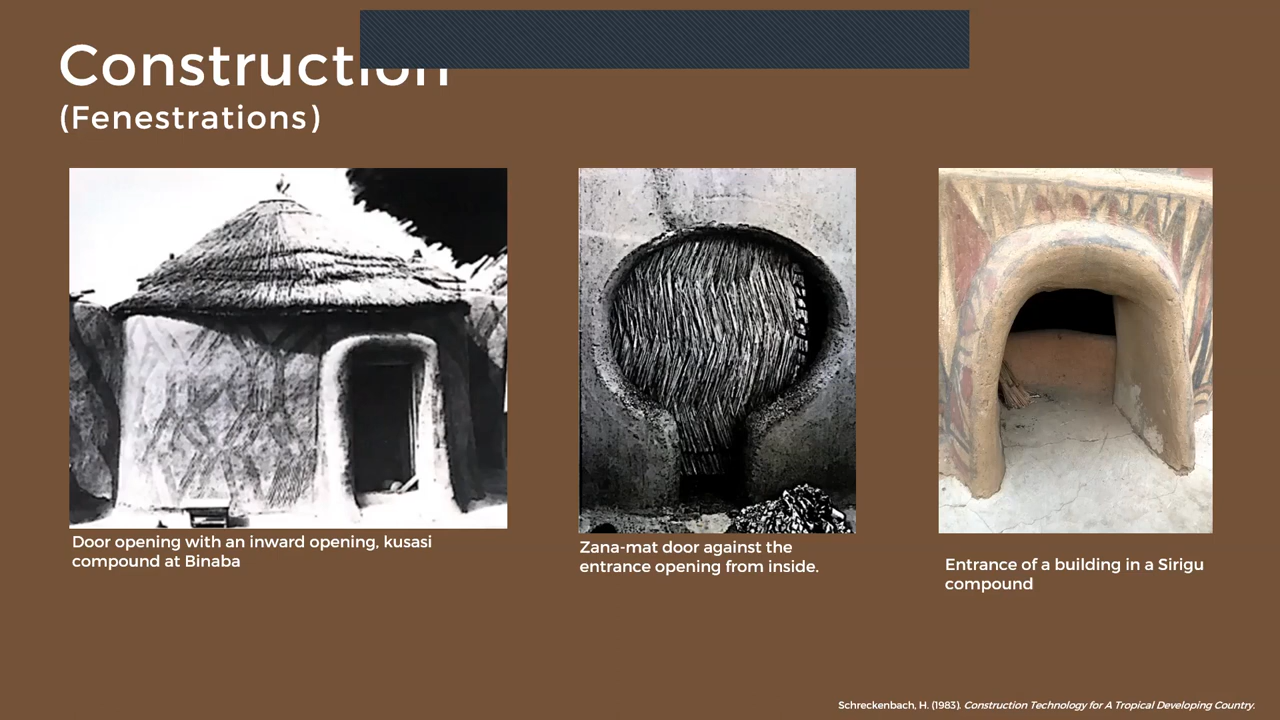 Construction
(Fenestrations)
Door opening with an inward opening, kusasi
compound at Binaba
Zana-mat door against the
entrance opening from inside.
Entrance of a building in a Sirigu
compound
Schreckenbach, H. (1983). Construction Technology for A Tropical Developing Country.